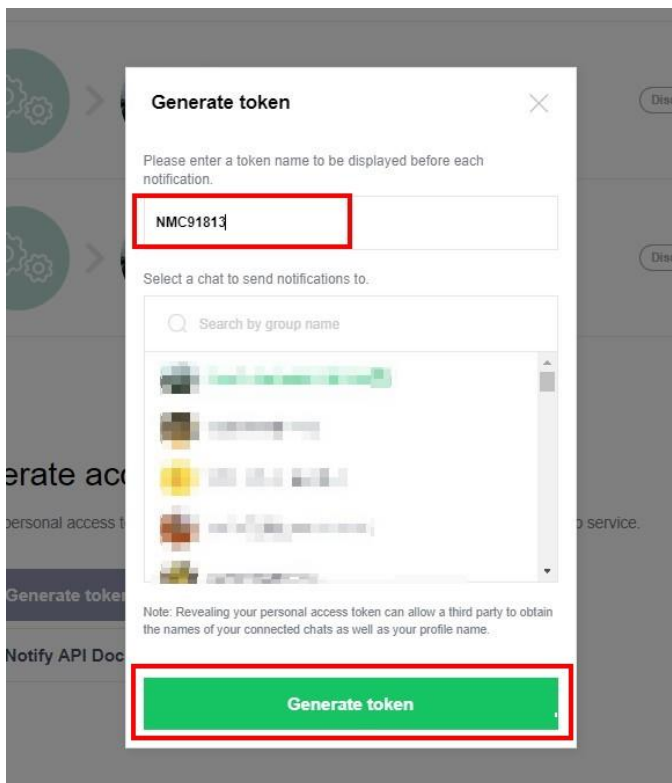 Generate token
Please enter a token name to be displayed before each
notification.
NMC91813
Select a chat to send notifications to.
Search by group name
Note: Revealing your personal access token can allow a third party to obtain
the names of your connected chats as well as your profile name.
Generate token
Disc
Disc
erate acc
personal access t
o service.
Generate token
Notify API Doc